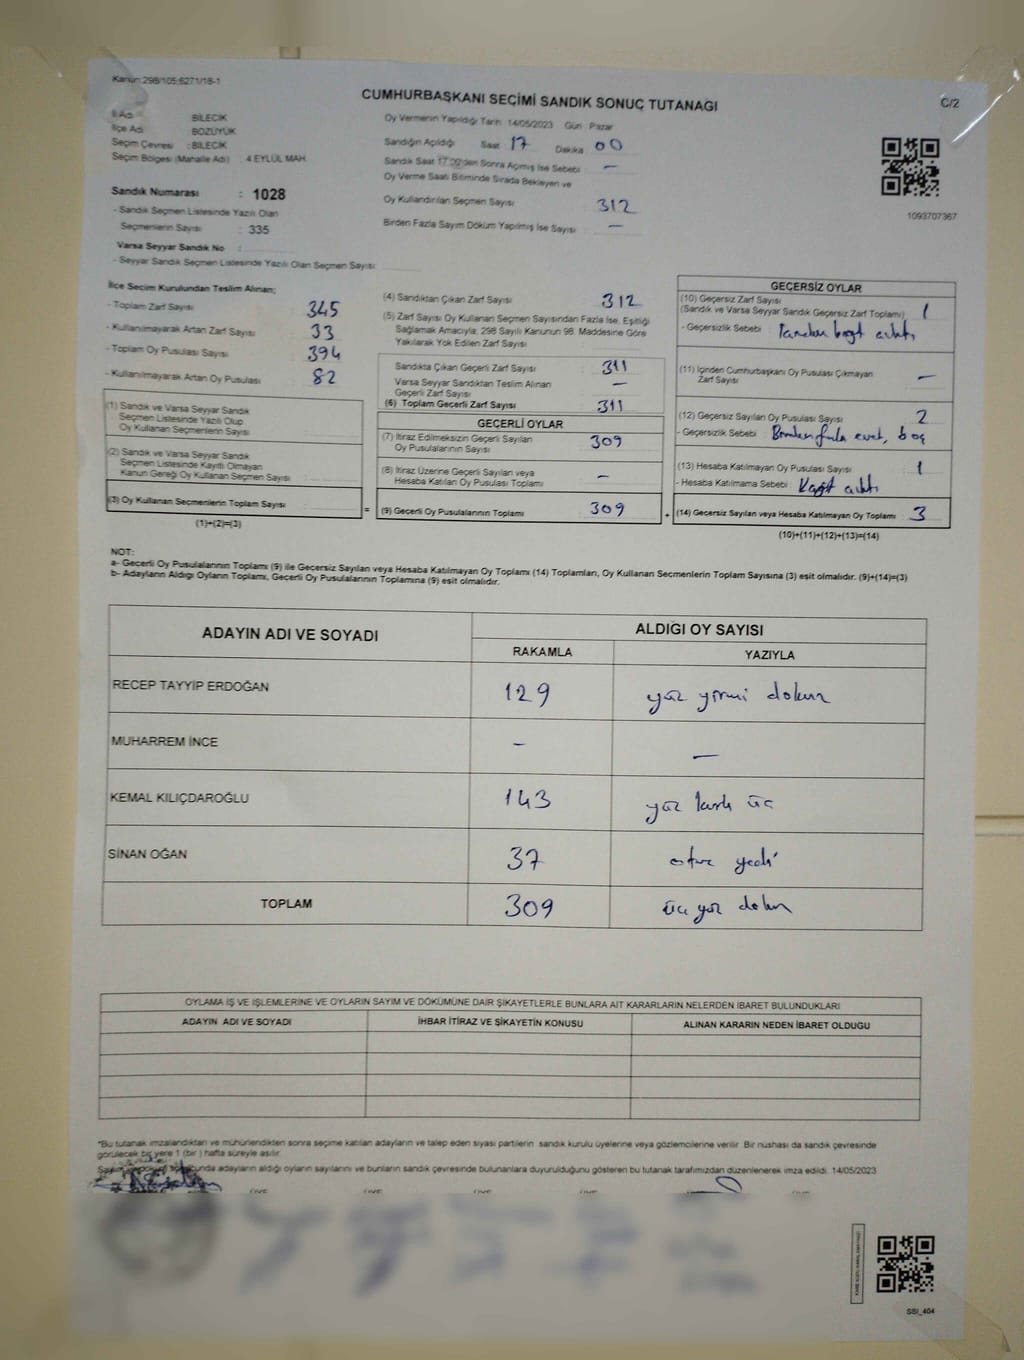 Kanun:298/105;6271/18-1
CUMHURBAŞKANI SEÇİMİ SANDIK SONUÇ TUTANAĞI
C/2
İl Adı : BİLECİK
İlçe Adı : BOZÜYÜK
Seçim Çevresi : BİLECİK
Seçim Bölgesi (Mahalle Adı) : 4 EYLÜL MAH.
Sandık Numarası : 1028
- Sandık Seçmen Listesinde Yazılı Olan
Seçmenlerin Sayısı : 335
Varsa Seyyar Sandık No :
- Seyyar Sandık Seçmen Listesinde Yazılı Olan Seçmen Sayısı:
Oy Vermenin Yapıldığı Tarih: 14/05/2023 Gün : Pazar
Sandığın Açıldığı Saat 17 Dakika 00
Sandık Saat 17:00'den Sonra Açılmış İse Sebebi : —
Oy Verme Saati Bitiminde Sırada Bekleyen ve
Oy Kullandırılan Seçmen Sayısı : 312
Birden Fazla Sayım Döküm Yapılmış İse Sayısı : —
1093707367
İlçe Seçim Kurulundan Teslim Alınan;
- Toplam Zarf Sayısı : 345
- Kullanılmayarak Artan Zarf Sayısı : 33
- Toplam Oy Pusulası Sayısı : 394
- Kullanılmayarak Artan Oy Pusulası : 82
(1) Sandık ve Varsa Seyyar Sandık
Seçmen Listesinde Yazılı Olup
Oy Kullanan Seçmenlerin Sayısı :
(2) Sandık ve Varsa Seyyar Sandık
Seçmen Listesinde Kayıtlı Olmayan
Kanun Gereği Oy Kullanan Seçmen Sayısı :
(3) Oy Kullanan Seçmenlerin Toplam Sayısı :
(1)+(2)=(3)
(4) Sandıktan Çıkan Zarf Sayısı : 312
(5) Zarf Sayısı Oy Kullanan Seçmen Sayısından Fazla İse, Eşitliği
Sağlamak Amacıyla; 298 Sayılı Kanunun 98. Maddesine Göre
Yakılarak Yok Edilen Zarf Sayısı :
Sandıkta Çıkan Geçerli Zarf Sayısı : 311
Varsa Seyyar Sandıktan Teslim Alınan
Geçerli Zarf Sayısı : —
(6) Toplam Geçerli Zarf Sayısı : 311
GEÇERLİ OYLAR
(7) İtiraz Edilmeksizin Geçerli Sayılan
Oy Pusulalarının Sayısı : 309
(8) İtiraz Üzerine Geçerli Sayılan veya
Hesaba Katılan Oy Pusulası Toplamı : —
= (9) Geçerli Oy Pusulalarının Toplamı : 309
GEÇERSİZ OYLAR
(10) Geçersiz Zarf Sayısı
(Sandık ve Varsa Seyyar Sandık Geçersiz Zarf Toplamı) : 1
- Geçersizlik Sebebi :
(11) İçinden Cumhurbaşkanı Oy Pusulası Çıkmayan
Zarf Sayısı : —
(12) Geçersiz Sayılan Oy Pusulası Sayısı : 2
- Geçersizlik Sebebi : Birden fazla evet, boş
(13) Hesaba Katılmayan Oy Pusulası Sayısı : 1
- Hesaba Katılmama Sebebi :
+ (14) Geçersiz Sayılan veya Hesaba Katılmayan Oy Toplamı : 3
(10)+(11)+(12)+(13)=(14)
NOT:
a- Geçerli Oy Pusulalarının Toplamı (9) ile Geçersiz Sayılan veya Hesaba Katılmayan Oy Toplamı (14) Toplamları, Oy Kullanan Seçmenlerin Toplam Sayısına (3) eşit olmalıdır. (9)+(14)=(3)
b- Adayların Aldığı Oyların Toplamı, Geçerli Oy Pusulalarının Toplamına (9) eşit olmalıdır.
ADAYIN ADI VE SOYADI
ALDIĞI OY SAYISI
RAKAMLA YAZIYLA
RECEP TAYYİP ERDOĞAN 129 yüz yirmi dokuz
MUHARREM İNCE – —
KEMAL KILIÇDAROĞLU 143 yüz kırk üç
SİNAN OĞAN 37 otuz yedi
TOPLAM 309 üç yüz dokuz
OYLAMA İŞ VE İŞLEMLERİNE VE OYLARIN SAYIM VE DÖKÜMÜNE DAİR ŞİKAYETLERLE BUNLARA AİT KARARLARIN NELERDEN İBARET BULUNDUKLARI
ADAYIN ADI VE SOYADI İHBAR İTİRAZ VE ŞİKAYETİN KONUSU ALINAN KARARIN NEDEN İBARET OLDUĞU
*Bu tutanak imzalandıktan ve mühürlendikten sonra seçime katılan adayların ve talep eden siyasi partilerin sandık kurulu üyelerine veya gözlemcilerine verilir. Bir nüshası da sandık çevresinde
görülecek bir yere 1 (bir) hafta süreyle asılır.
adayların aldığı oyların sayılarını ve bunların sandık çevresinde bulunanlara duyurulduğunu gösteren bu tutanak tarafımızdan düzenlenerek imza edildi. 14/05/2023
SSI_404